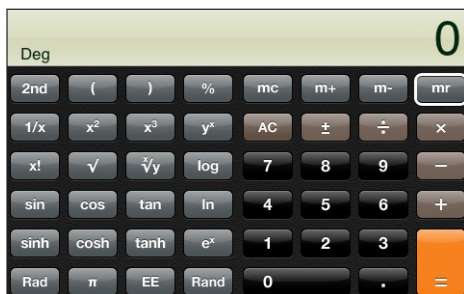 0
Deg
2nd ( ) % mc m+ m- mr
1/x x² x³ yˣ AC ± ÷ ×
x! √ ˣ√y log 7 8 9 −
sin cos tan ln 4 5 6 +
sinh cosh tanh eˣ 1 2 3
Rad π EE Rand 0 . =